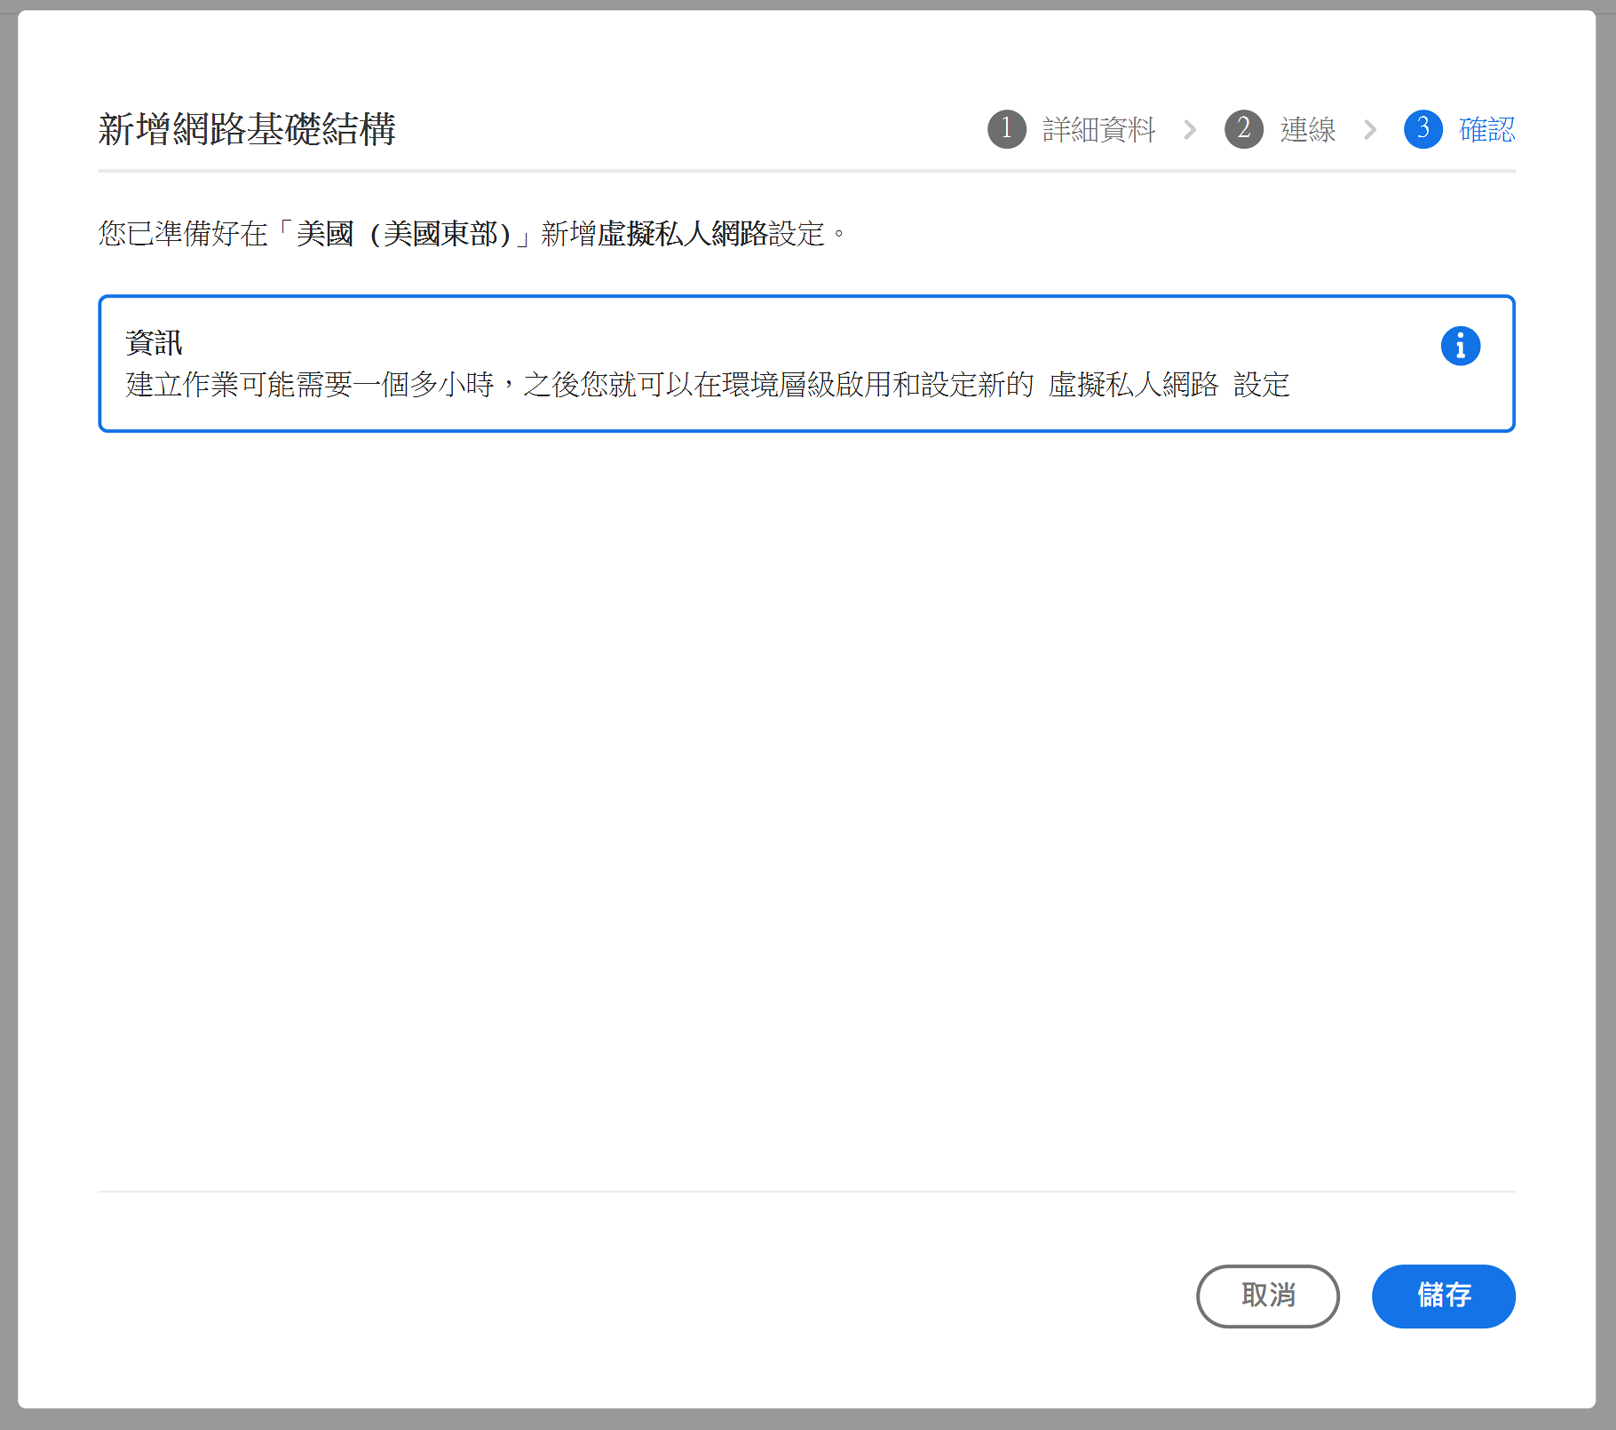 新增網路基礎結構
1 詳細資料 > 2 連線 > 3 確認
您已準備好在「美國 (美國東部)」新增虛擬私人網路設定。
資訊
建立作業可能需要一個多小時，之後您就可以在環境層級啟用和設定新的 虛擬私人網路 設定
取消
儲存